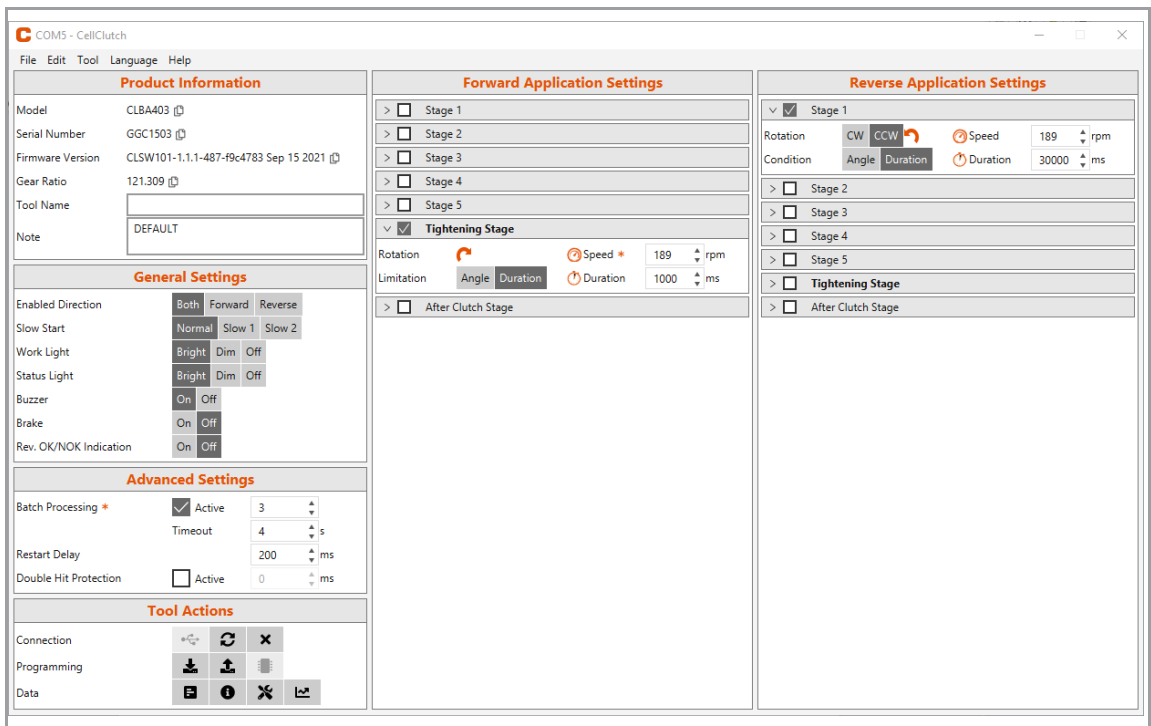 COM5 - CellClutch
File Edit Tool Language Help
Product Information
Model CLBA403
Serial Number GGC1503
Firmware Version CLSW101-1.1.1-487-f9c4783 Sep 15 2021
Gear Ratio 121.309
Tool Name
Note DEFAULT
General Settings
Enabled Direction Both Forward Reverse
Slow Start Normal Slow 1 Slow 2
Work Light Bright Dim Off
Status Light Bright Dim Off
Buzzer On Off
Brake On Off
Rev. OK/NOK Indication On Off
Advanced Settings
Batch Processing * Active 3
Timeout 4 s
Restart Delay 200 ms
Double Hit Protection Active 0 ms
Tool Actions
Connection
Programming
Data
Forward Application Settings
> Stage 1
> Stage 2
> Stage 3
> Stage 4
> Stage 5
Tightening Stage
Rotation Speed * 189 rpm
Limitation Angle Duration Duration 1000 ms
> After Clutch Stage
Reverse Application Settings
Stage 1
Rotation CW CCW Speed 189 rpm
Condition Angle Duration Duration 30000 ms
> Stage 2
> Stage 3
> Stage 4
> Stage 5
> Tightening Stage
> After Clutch Stage